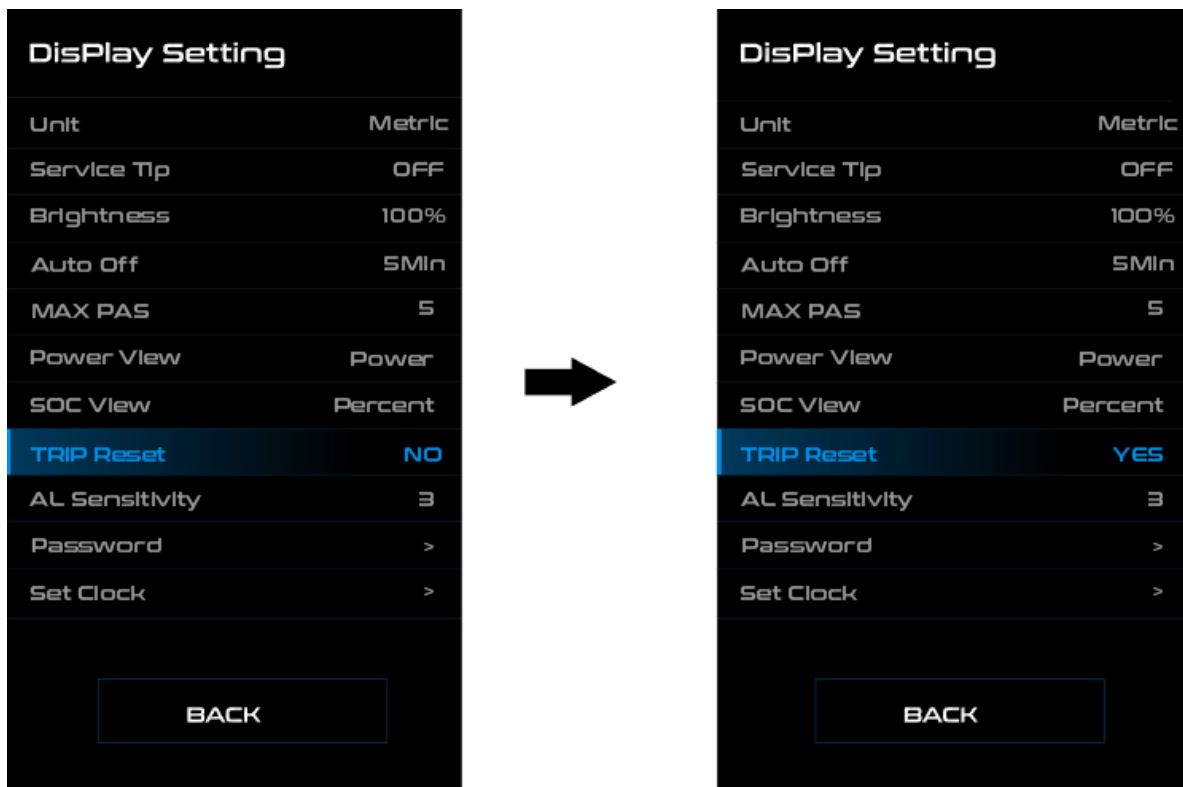 DisPlay Setting
Unit Metric
Service Tip OFF
Brightness 100%
Auto Off 5Min
MAX PAS 5
Power View Power
SOC View Percent
TRIP Reset NO
AL Sensitivity 3
Password >
Set Clock >
BACK
DisPlay Setting
Unit Metric
Service Tip OFF
Brightness 100%
Auto Off 5Min
MAX PAS 5
Power View Power
SOC View Percent
TRIP Reset YES
AL Sensitivity 3
Password >
Set Clock >
BACK